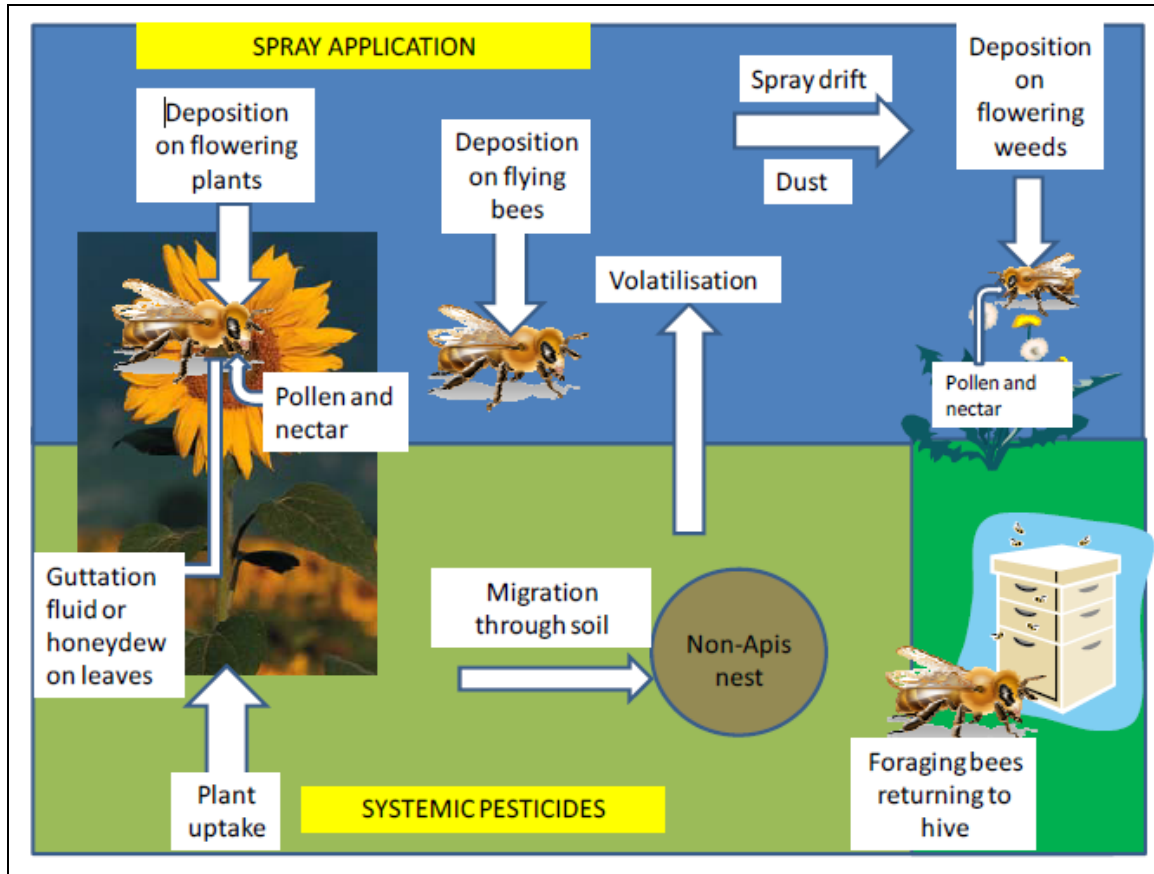 SPRAY APPLICATION
Deposition
on flowering
plants
Deposition
on flying
bees
Spray drift
Dust
Deposition
on
flowering
weeds
Volatilisation
Pollen and
nectar
Pollen and
nectar
Guttation
fluid or
honeydew
on leaves
Migration
through soil
Non-Apis
nest
Plant
uptake
SYSTEMIC PESTICIDES
Foraging bees
returning to
hive